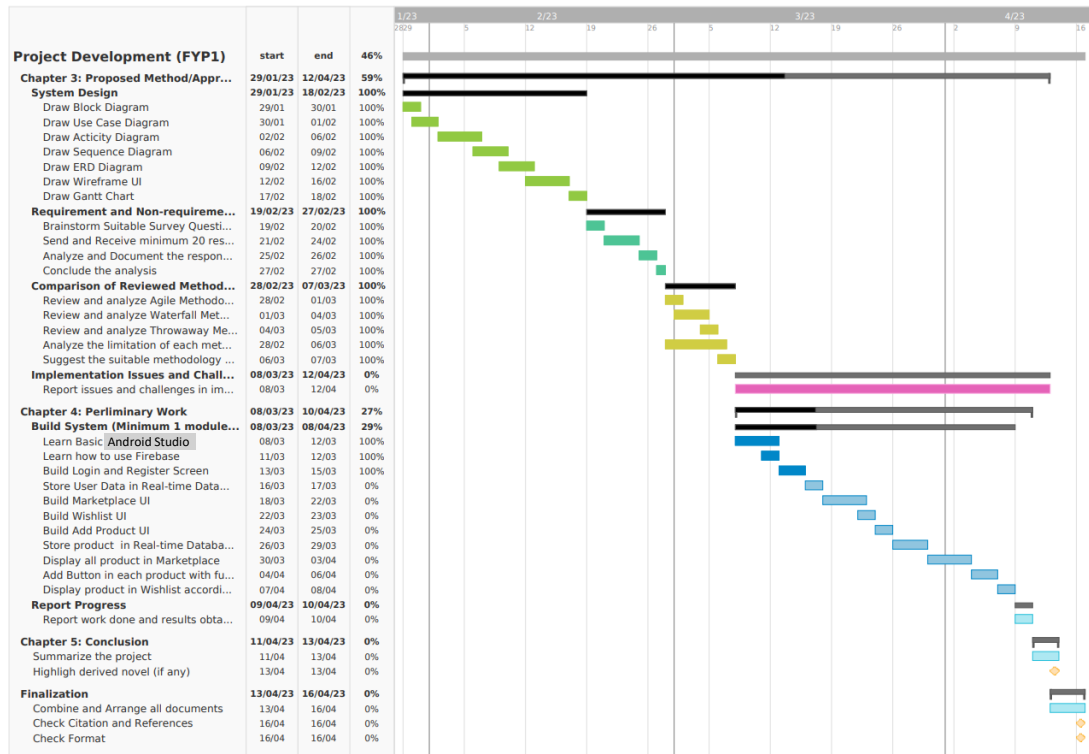 1/23 2/23 3/23 4/23
28 29 5 12 19 26 5 12 19 26 2 9 16
Project Development (FYP1) start end 46%
Chapter 3: Proposed Method/Appr... 29/01/23 12/04/23 59%
System Design 29/01/23 18/02/23 100%
Draw Block Diagram 29/01 30/01 100%
Draw Use Case Diagram 30/01 01/02 100%
Draw Acticity Diagram 02/02 06/02 100%
Draw Sequence Diagram 06/02 09/02 100%
Draw ERD Diagram 09/02 12/02 100%
Draw Wireframe UI 12/02 16/02 100%
Draw Gantt Chart 17/02 18/02 100%
Requirement and Non-requireme... 19/02/23 27/02/23 100%
Brainstorm Suitable Survey Questi... 19/02 20/02 100%
Send and Receive minimum 20 res... 21/02 24/02 100%
Analyze and Document the respon... 25/02 26/02 100%
Conclude the analysis 27/02 27/02 100%
Comparison of Reviewed Method... 28/02/23 07/03/23 100%
Review and analyze Agile Methodo... 28/02 01/03 100%
Review and analyze Waterfall Met... 01/03 04/03 100%
Review and analyze Throwaway Me... 04/03 05/03 100%
Analyze the limitation of each met... 28/02 06/03 100%
Suggest the suitable methodology ... 06/03 07/03 100%
Implementation Issues and Chall... 08/03/23 12/04/23 0%
Report issues and challenges in im... 08/03 12/04 0%
Chapter 4: Perliminary Work 08/03/23 10/04/23 27%
Build System (Minimum 1 module... 08/03/23 08/04/23 29%
Learn Basic Android Studio 08/03 12/03 100%
Learn how to use Firebase 11/03 12/03 100%
Build Login and Register Screen 13/03 15/03 100%
Store User Data in Real-time Data... 16/03 17/03 0%
Build Marketplace UI 18/03 22/03 0%
Build Wishlist UI 22/03 23/03 0%
Build Add Product UI 24/03 25/03 0%
Store product in Real-time Databa... 26/03 29/03 0%
Display all product in Marketplace 30/03 03/04 0%
Add Button in each product with fu... 04/04 06/04 0%
Display product in Wishlist accordi... 07/04 08/04 0%
Report Progress 09/04/23 10/04/23 0%
Report work done and results obta... 09/04 10/04 0%
Chapter 5: Conclusion 11/04/23 13/04/23 0%
Summarize the project 11/04 13/04 0%
Highligh derived novel (if any) 13/04 13/04 0%
Finalization 13/04/23 16/04/23 0%
Combine and Arrange all documents 13/04 16/04 0%
Check Citation and References 16/04 16/04 0%
Check Format 16/04 16/04 0%